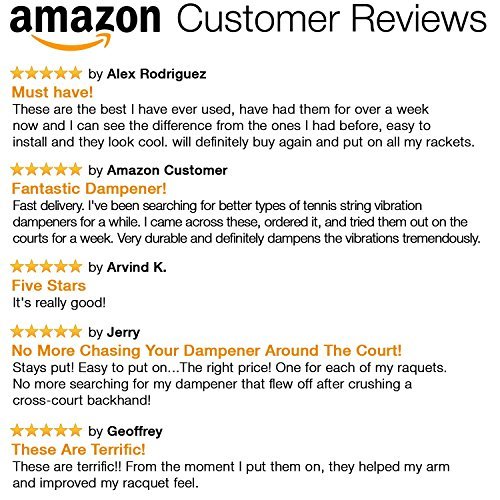 amazon Customer Reviews
by Alex Rodriguez
Must have!
These are the best I have ever used, have had them for over a week
now and I can see the difference from the ones I had before, easy to
install and they look cool. will definitely buy again and put on all my rackets.
by Amazon Customer
Fantastic Dampener!
Fast delivery. I've been searching for better types of tennis string vibration
dampeners for a while. I came across these, ordered it, and tried them out on the
courts for a week. Very durable and definitely dampens the vibrations tremendously.
by Arvind K.
Five Stars
It's really good!
by Jerry
No More Chasing Your Dampener Around The Court!
Stays put! Easy to put on...The right price! One for each of my raquets.
No more searching for my dampener that flew off after crushing a
cross-court backhand!
by Geoffrey
These Are Terrific!
These are terrific!! From the moment I put them on, they helped my arm
and improved my racquet feel.